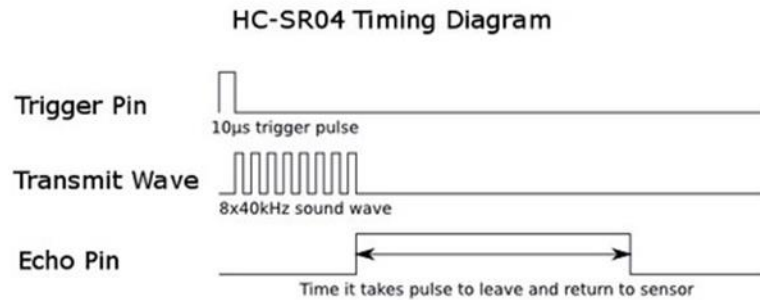 HC-SR04 Timing Diagram
Trigger Pin
10µs trigger pulse
Transmit Wave
8x40kHz sound wave
Echo Pin
Time it takes pulse to leave and return to sensor